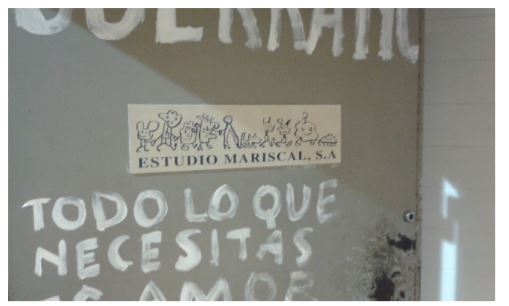 ESTUDIO MARISCAL, S.A
TODO LO QUE
NECESITAS
ES AMOR